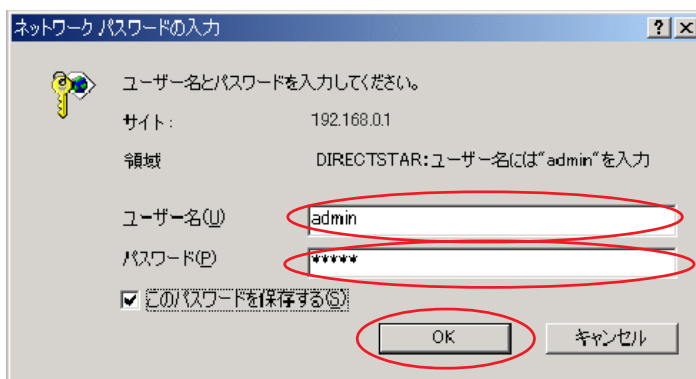 ネットワーク パスワードの入力
ユーザー名とパスワードを入力してください。
サイト: 192.168.0.1
領域 DIRECTSTAR:ユーザー名には"admin"を入力
ユーザー名(U) admin
パスワード(P) *****
このパスワードを保存する(S)
OK キャンセル